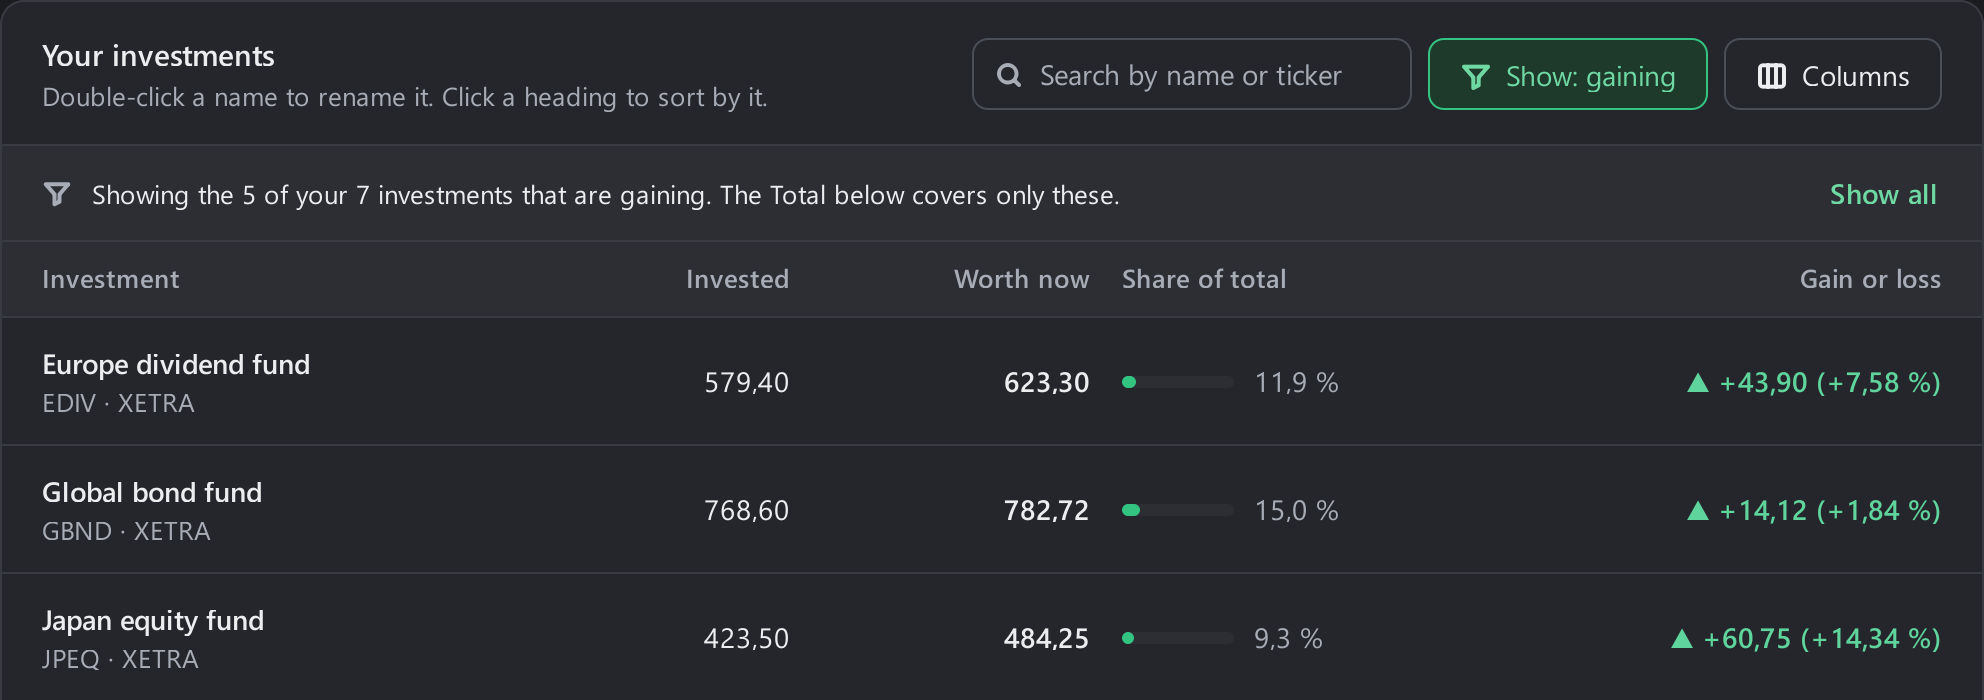 Your investments
Double-click a name to rename it. Click a heading to sort by it.
Search by name or ticker
Show: gaining
Columns
Showing the 5 of your 7 investments that are gaining. The Total below covers only these.
Show all
Investment Invested Worth now Share of total Gain or loss
Europe dividend fund
EDIV · XETRA
579,40 623,30 11,9 % ▲ +43,90 (+7,58 %)
Global bond fund
GBND · XETRA
768,60 782,72 15,0 % ▲ +14,12 (+1,84 %)
Japan equity fund
JPEQ · XETRA
423,50 484,25 9,3 % ▲ +60,75 (+14,34 %)